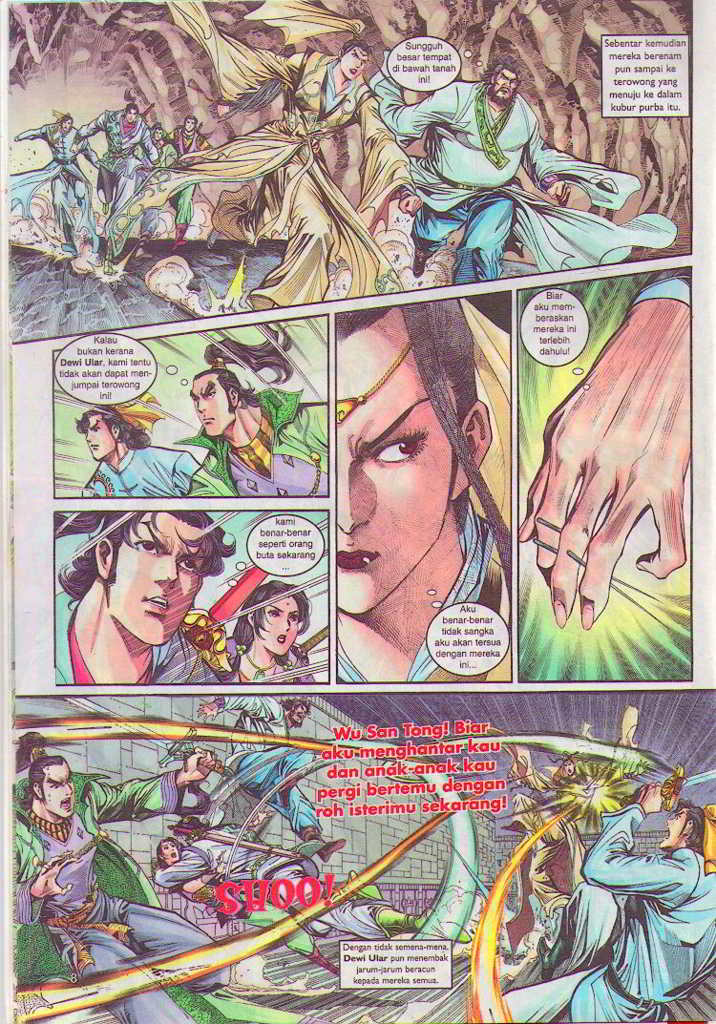 Sungguh
besar tempat
di bawah tanah
ini!
Sebentar kemudian
mereka berenam
pun sampai ke
terowong yang
menuju ke dalam
kubur purba itu.
Kalau
bukan kerana
Dewi Ular, kami tentu
tidak akan dapat men-
jumpai terowong
ini!
kami
benar-benar
seperti orang
buta sekarang
...
Aku
benar-benar
tidak sangka
aku akan tersua
dengan mereka
ini...
Biar
aku mem-
beraskan
mereka ini
terlebih
dahulu!
Wu San Tong! Biar
aku menghantar kau
dan anak-anak kau
pergi bertemu dengan
roh isterimu sekarang!
SHOO!
Dengan tidak semena-mena,
Dewi Ular pun menembak
jarum-jarum beracun
kepada mereka semua.
8